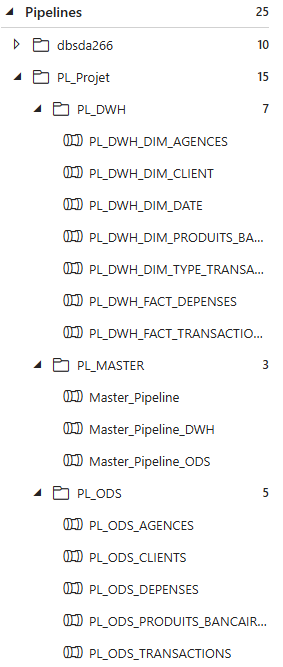 Pipelines 25
dbsda266 10
PL_Projet 15
PL_DWH 7
PL_DWH_DIM_AGENCES
PL_DWH_DIM_CLIENT
PL_DWH_DIM_DATE
PL_DWH_DIM_PRODUITS_BA...
PL_DWH_DIM_TYPE_TRANSA...
PL_DWH_FACT_DEPENSES
PL_DWH_FACT_TRANSACTIO...
PL_MASTER 3
Master_Pipeline
Master_Pipeline_DWH
Master_Pipeline_ODS
PL_ODS 5
PL_ODS_AGENCES
PL_ODS_CLIENTS
PL_ODS_DEPENSES
PL_ODS_PRODUITS_BANCAIR...
PL_ODS_TRANSACTIONS